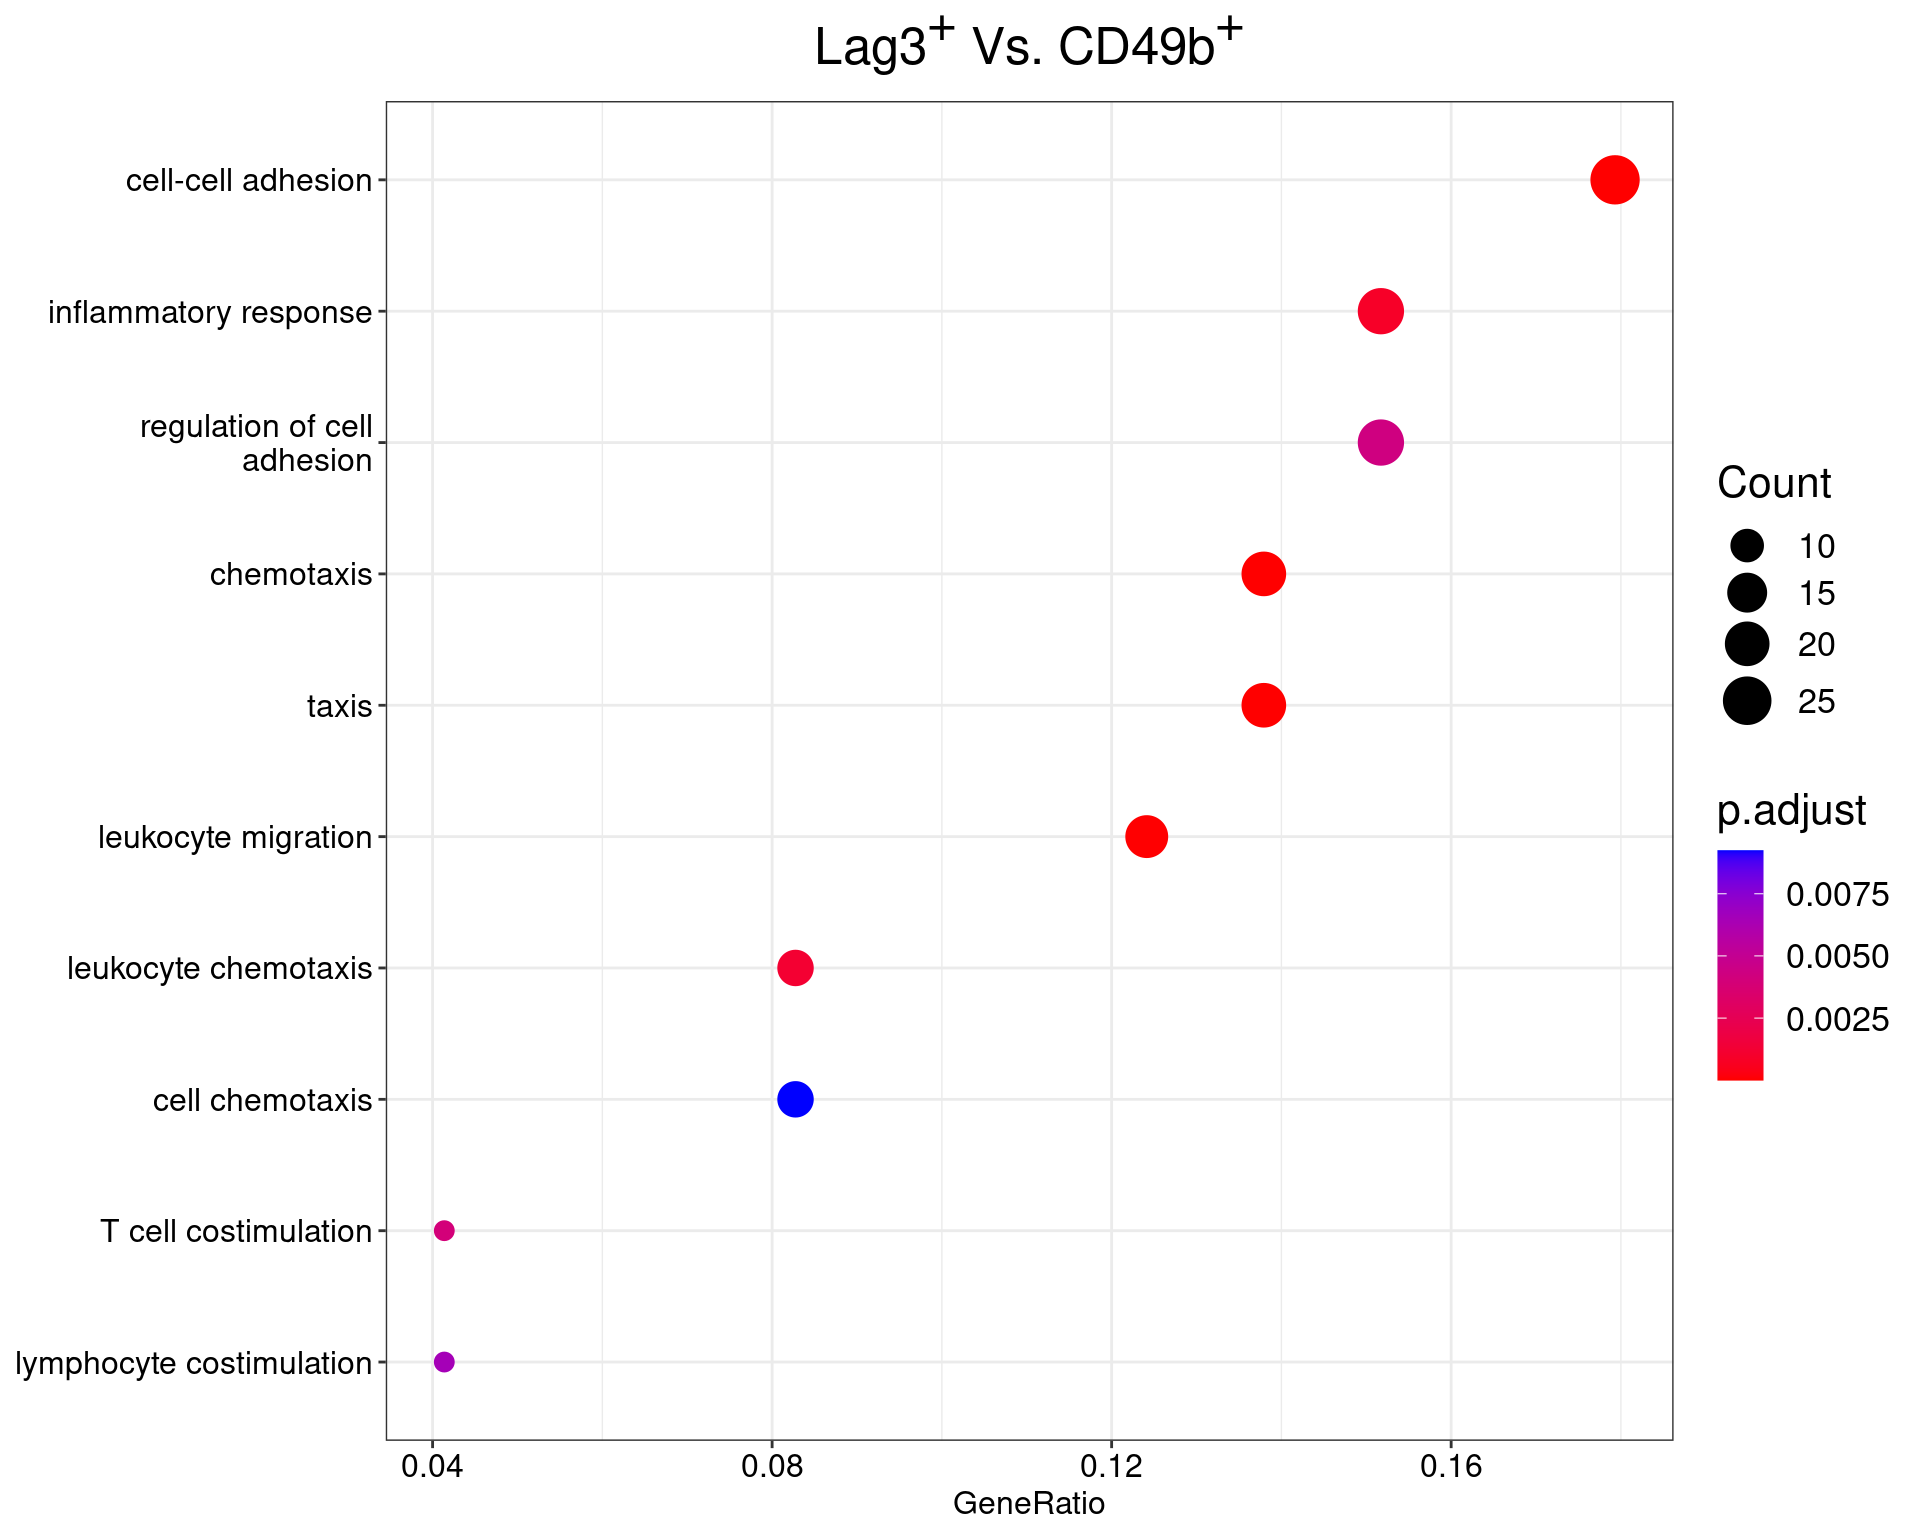 Lag3⁺ Vs. CD49b⁺
cell-cell adhesion
inflammatory response
regulation of cell
adhesion
chemotaxis
taxis
leukocyte migration
leukocyte chemotaxis
cell chemotaxis
T cell costimulation
lymphocyte costimulation
0.04 0.08 0.12 0.16
GeneRatio
Count
10
15
20
25
p.adjust
0.0075
0.0050
0.0025